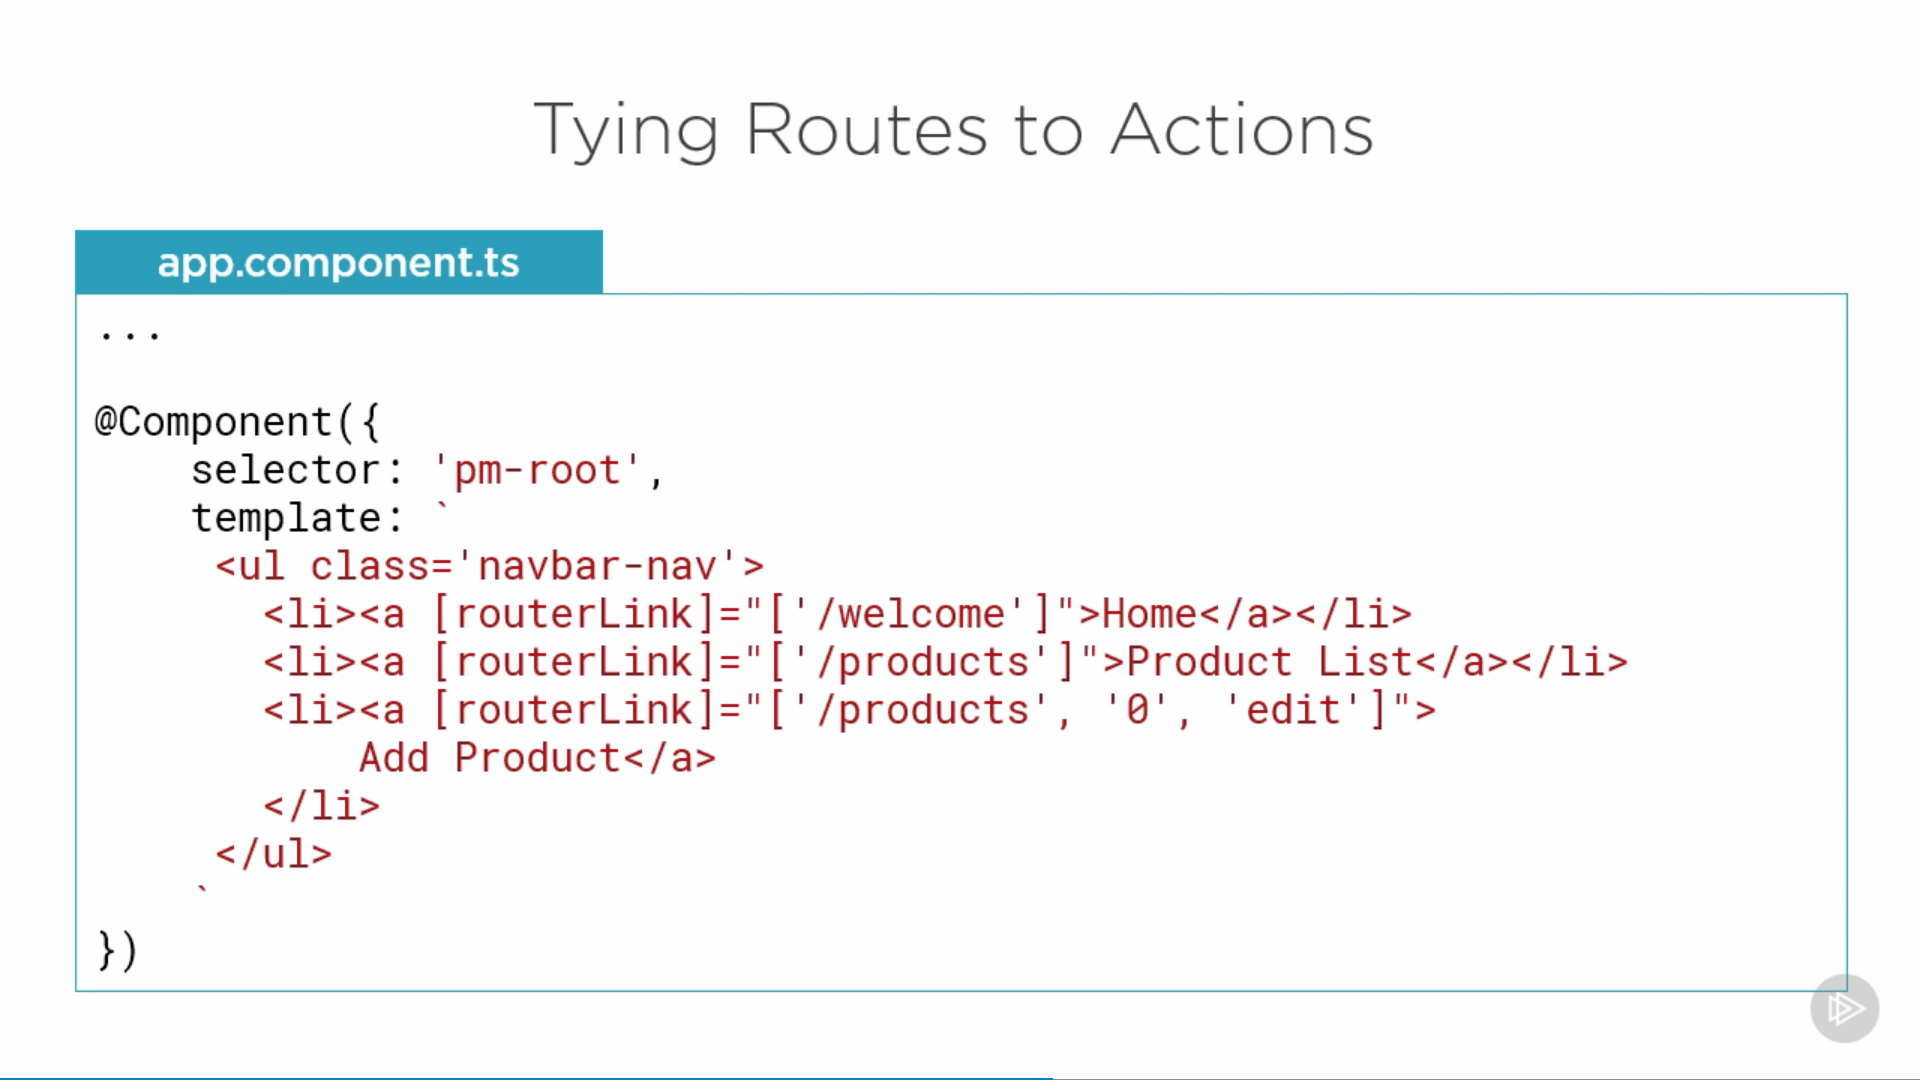 Tying Routes to Actions
app.component.ts
...
@Component({
    selector: 'pm-root',
    template: `
     <ul class='navbar-nav'>
       <li><a [routerLink]="['/welcome']">Home</a></li>
       <li><a [routerLink]="['/products']">Product List</a></li>
       <li><a [routerLink]="['/products', '0', 'edit']">
           Add Product</a>
       </li>
     </ul>
    `
})